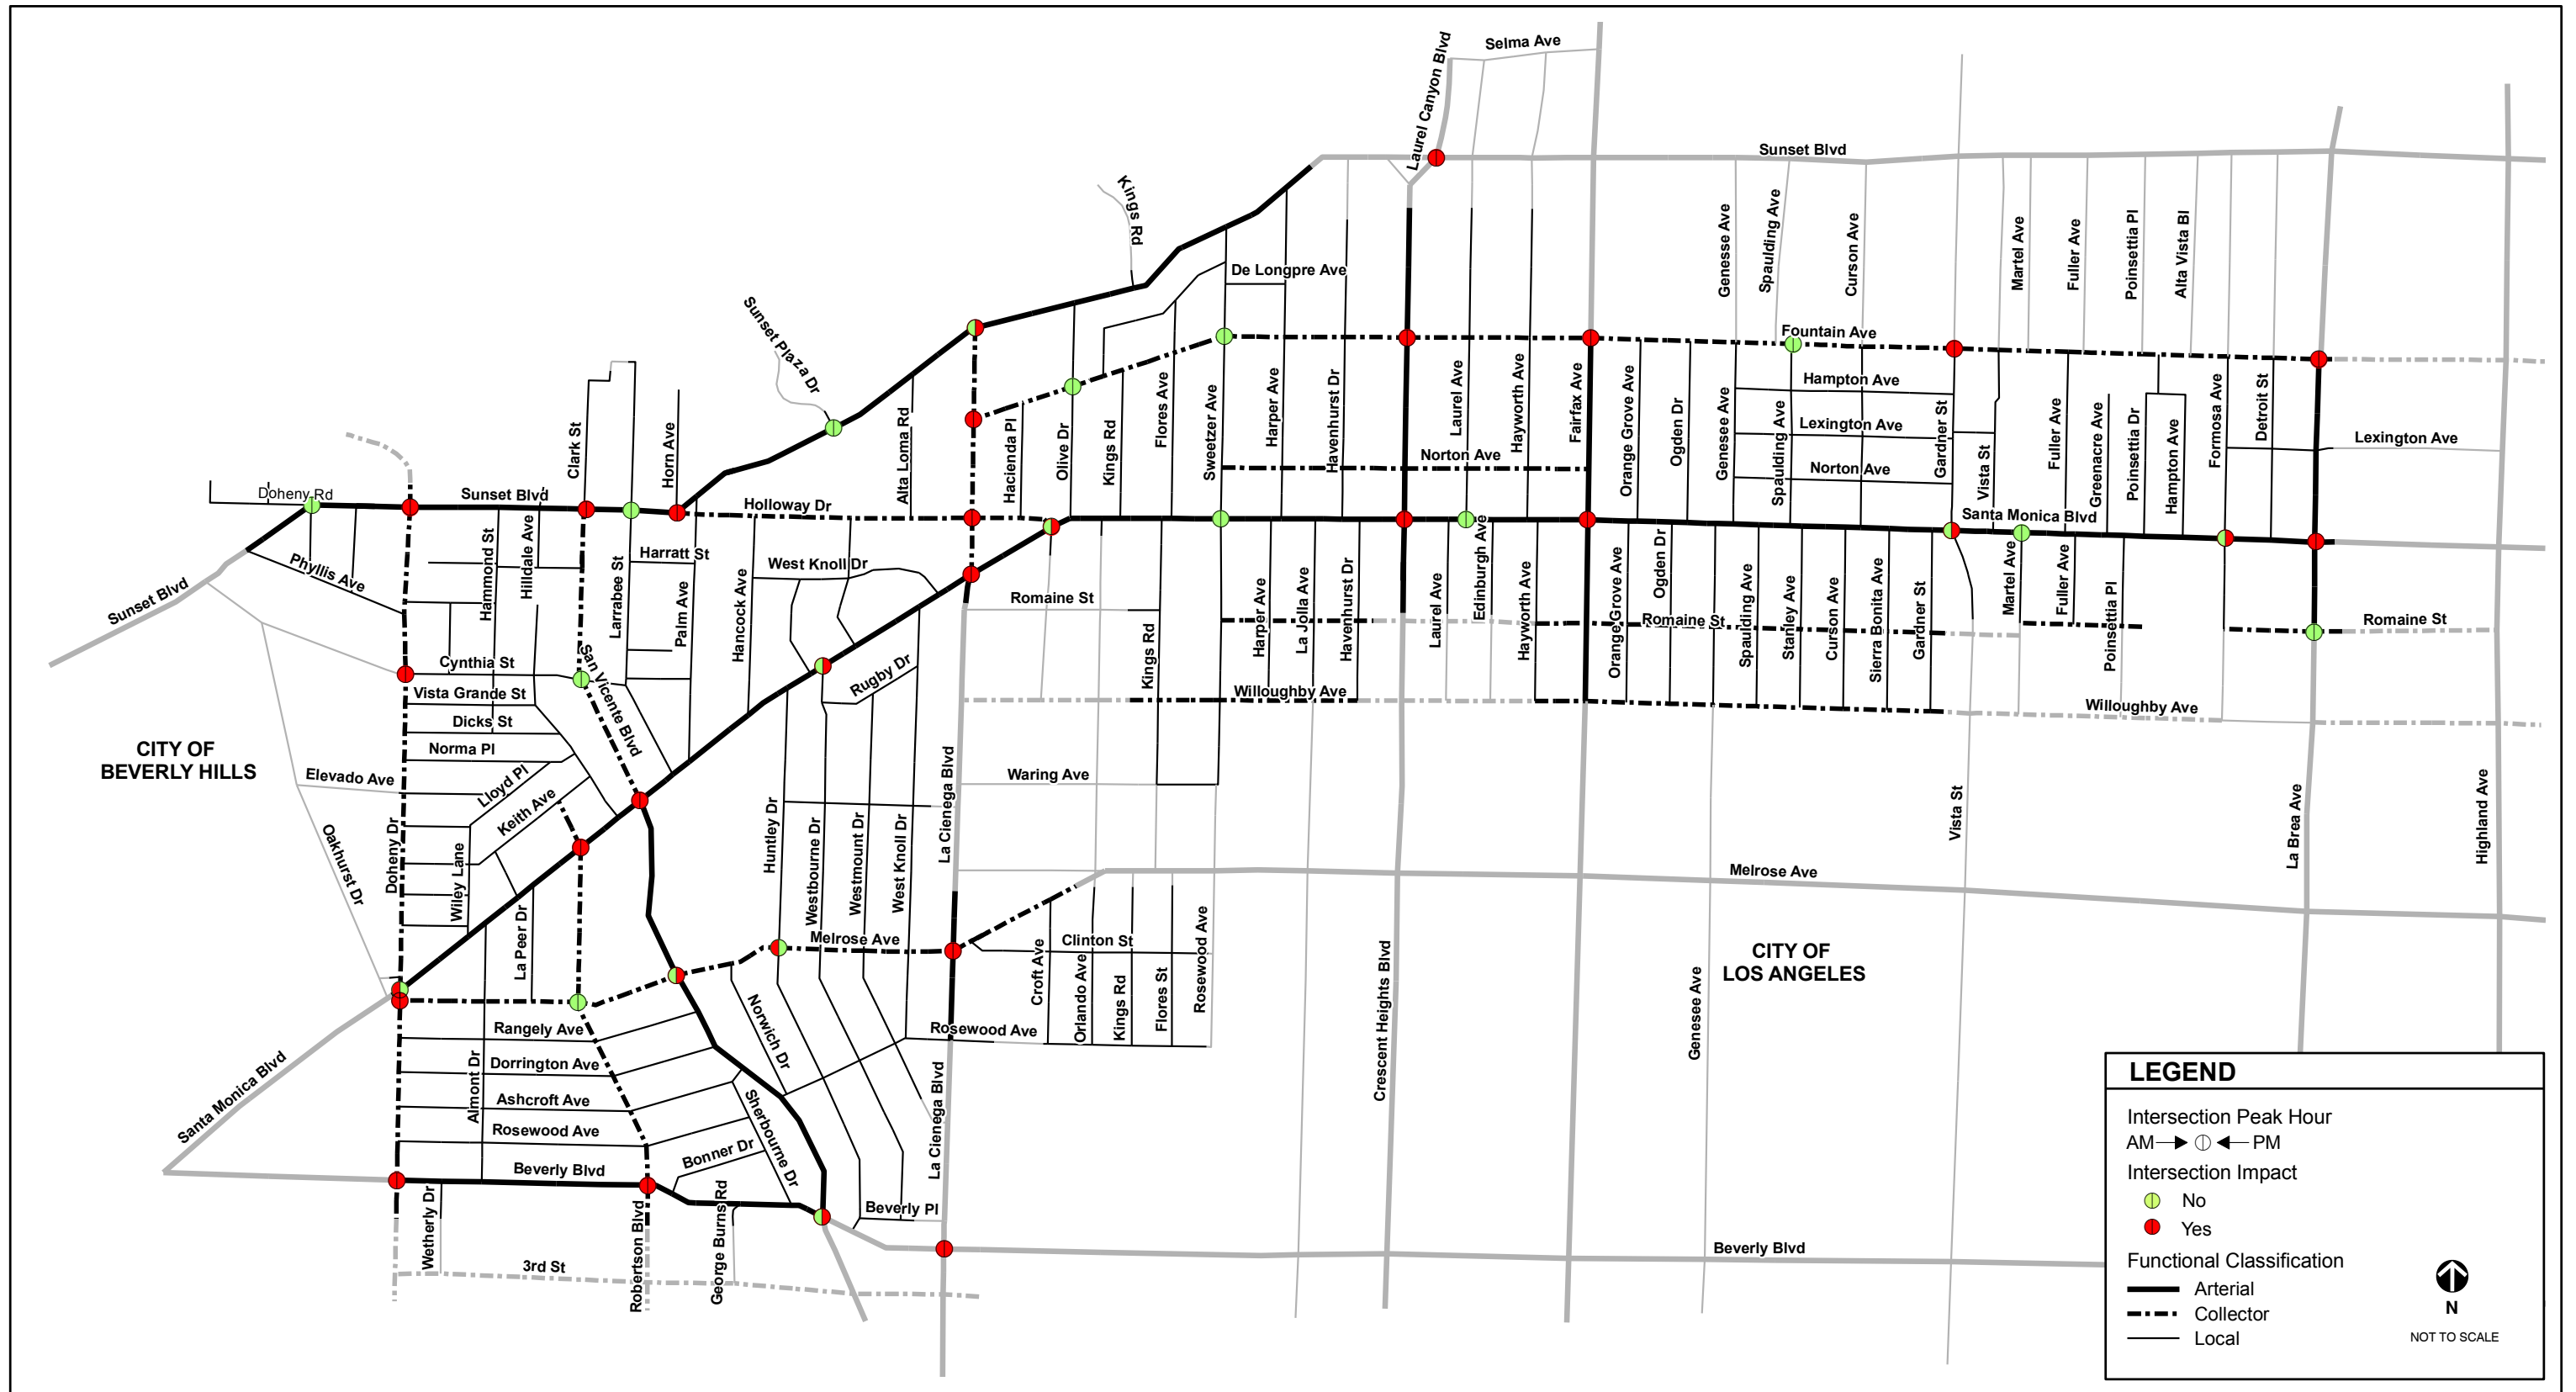 Selma Ave
Laurel Canyon Blvd
Sunset Blvd
Kings Rd
Genesee Ave
Spaulding Ave
Curson Ave
Martel Ave
Fuller Ave
Poinsettia Pl
Alta Vista Bl
De Longpre Ave
Sunset Plaza Dr
Fountain Ave
Hampton Ave
Lexington Ave
Norton Ave
Clark St
Horn Ave
Alta Loma Rd
Hacienda Pl
Olive Dr
Kings Rd
Flores Ave
Sweetzer Ave
Harper Ave
Havenhurst Dr
Laurel Ave
Hayworth Ave
Fairfax Ave
Orange Grove Ave
Ogden Dr
Genesee Ave
Spaulding Ave
Gardner St
Vista St
Fuller Ave
Greenacre Ave
Poinsettia Dr
Hampton Ave
Formosa Ave
Detroit St
Lexington Ave
Norton Ave
Doheny Rd
Sunset Blvd
Holloway Dr
Santa Monica Blvd
Phyllis Ave
Hammond St
Hilldale Ave
Larrabee St
Harratt St
Palm Ave
Hancock Ave
West Knoll Dr
Sunset Blvd
Romaine St
Kings Rd
Harper Ave
La Jolla Ave
Havenhurst Dr
Laurel Ave
Edinburgh Ave
Hayworth Ave
Orange Grove Ave
Ogden Dr
Romaine St
Spaulding Ave
Stanley Ave
Curson Ave
Sierra Bonita Ave
Gardner St
Martel Ave
Fuller Ave
Poinsettia Pl
Romaine St
Cynthia St
San Vicente Blvd
Rugby Dr
Vista Grande St
Willoughby Ave
Willoughby Ave
Dicks St
Norma Pl
CITY OF
BEVERLY HILLS
Elevado Ave
Lloyd Pl
Keith Ave
Waring Ave
Oakhurst Dr
Doheny Dr
Wiley Lane
La Peer Dr
Huntley Dr
Westbourne Dr
Westmount Dr
West Knoll Dr
La Cienega Blvd
Vista St
La Brea Ave
Highland Ave
Melrose Ave
Melrose Ave
Clinton St
Croft Ave
Orlando Ave
Kings Rd
Flores St
Rosewood Ave
Crescent Heights Blvd
Genesee Ave
CITY OF
LOS ANGELES
Rangely Ave
Norwich Dr
Rosewood Ave
Dorrington Ave
Almont Dr
Ashcroft Ave
Santa Monica Blvd
Rosewood Ave
Sherbourne Dr
Bonner Dr
La Cienega Blvd
Beverly Blvd
Wetherly Dr
Robertson Blvd
George Burns Rd
Beverly Pl
3rd St
Beverly Blvd
LEGEND
Intersection Peak Hour
AM PM
Intersection Impact
No
Yes
Functional Classification
Arterial
Collector
Local
N
NOT TO SCALE